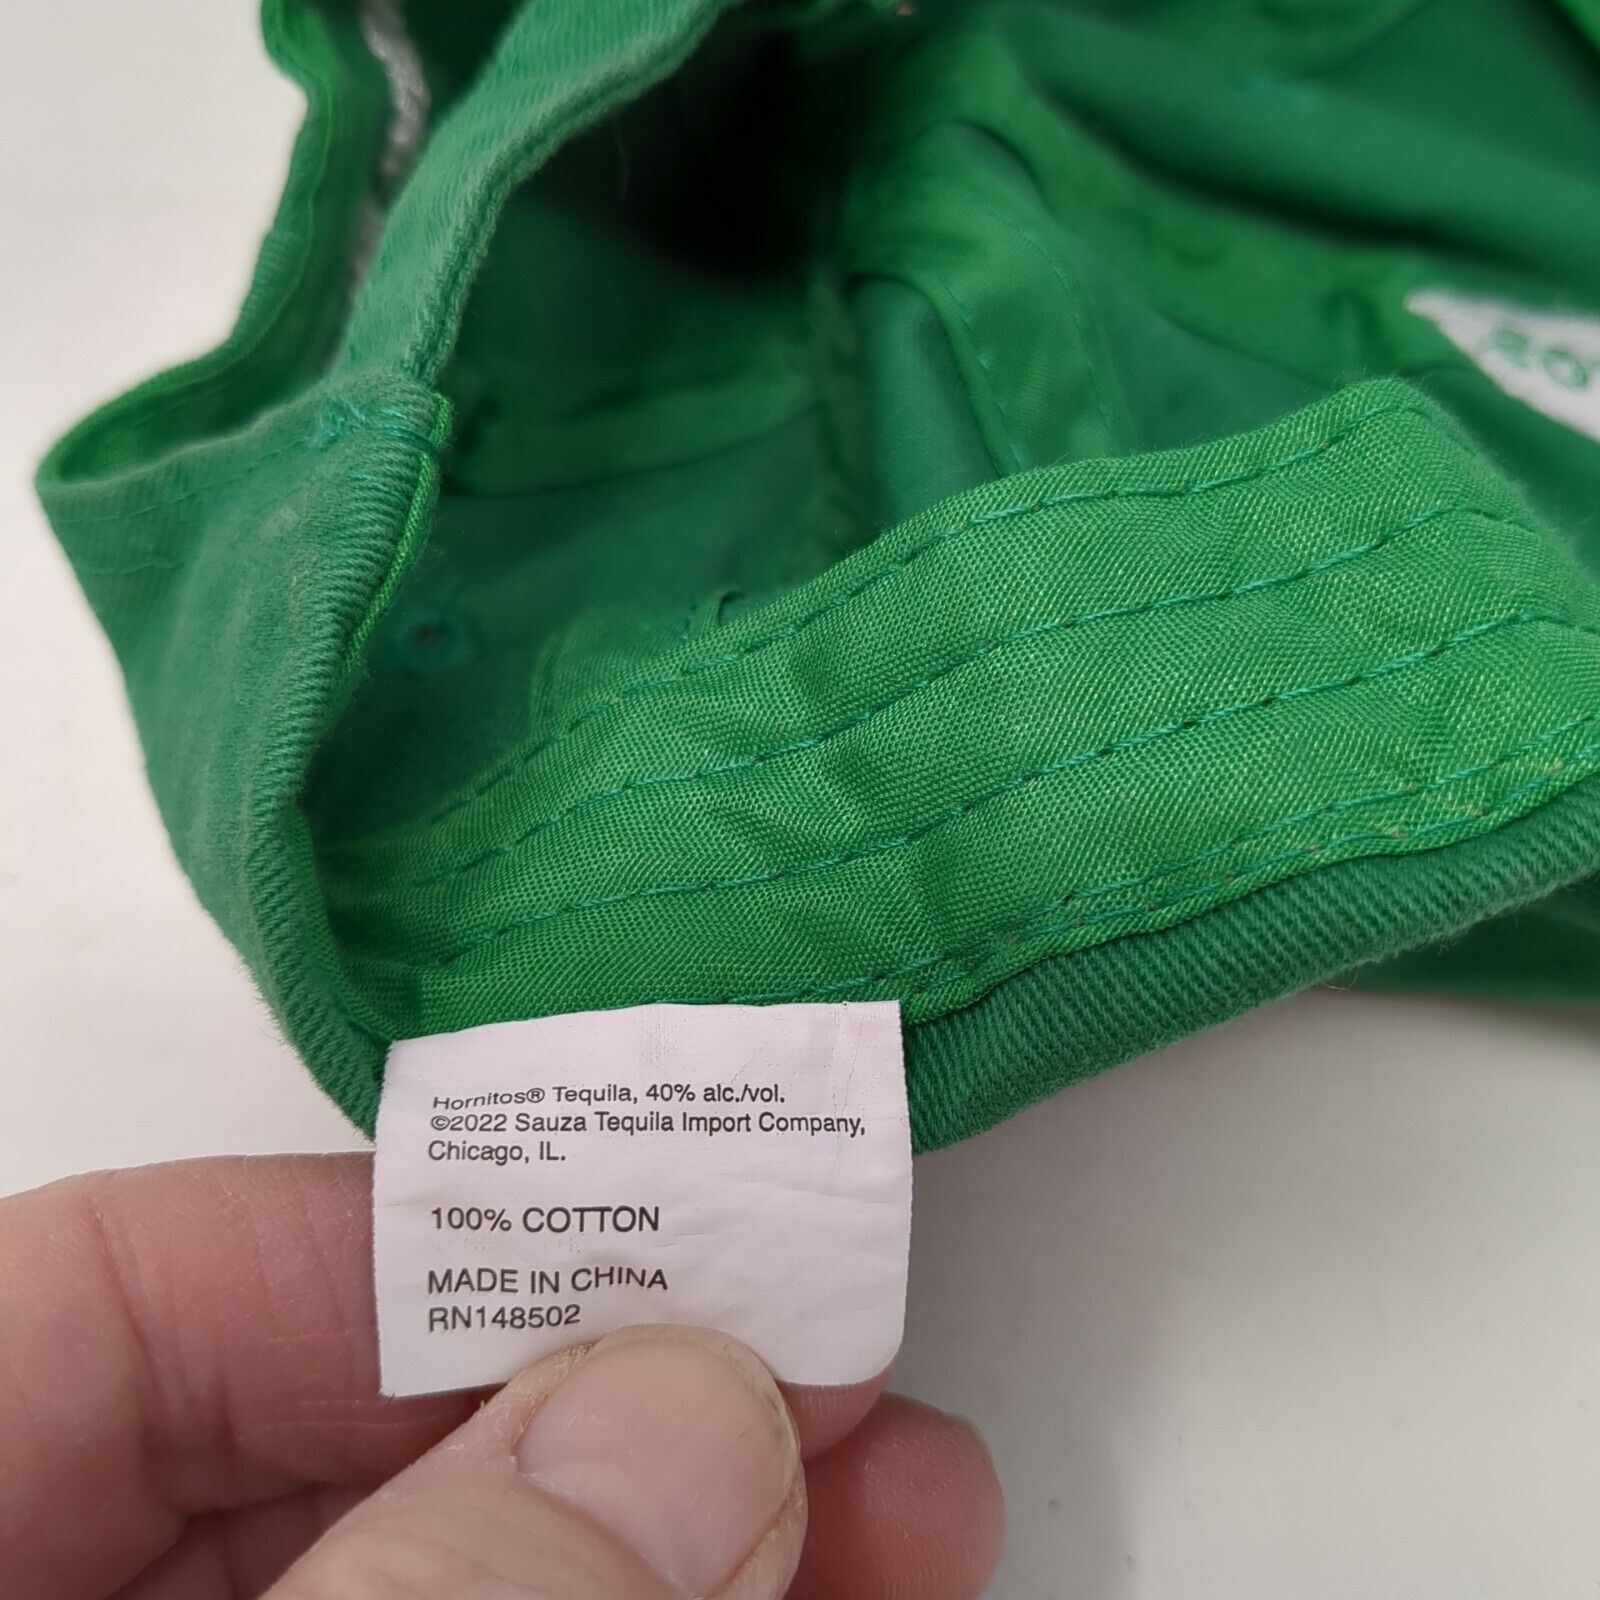 Hornitos® Tequila, 40% alc./vol.
©2022 Sauza Tequila Import Company,
Chicago, IL.
100% COTTON
MADE IN CHINA
RN148502